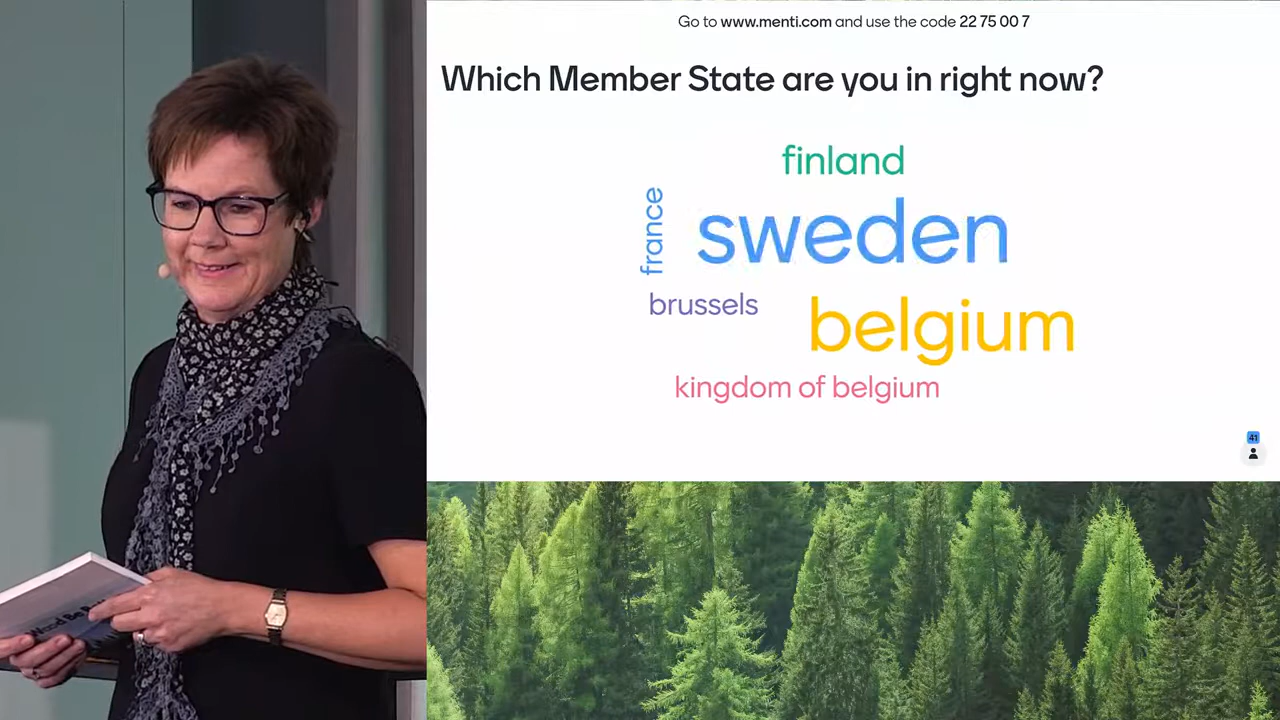 Go to www.menti.com and use the code 22 75 00 7
Which Member State are you in right now?
finland
france
sweden
brussels
belgium
kingdom of belgium
41